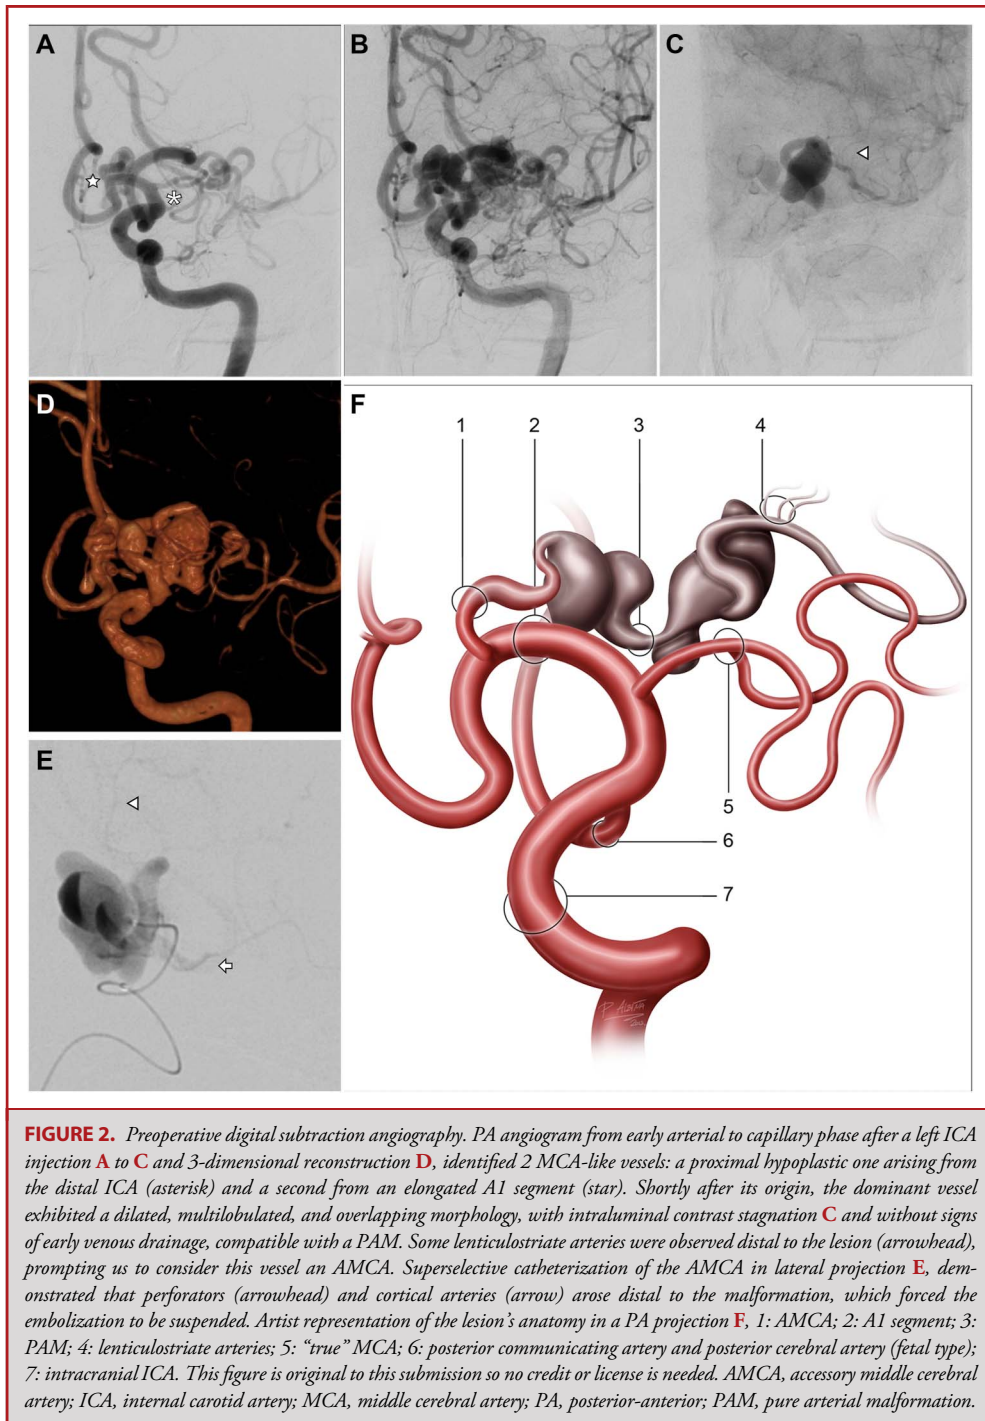 A
B
C
D
F
1
2
3
4
5
6
7
E
P. ALBTAR
FIGURE 2. Preoperative digital subtraction angiography. PA angiogram from early arterial to capillary phase after a left ICA
injection A to C and 3-dimensional reconstruction D, identified 2 MCA-like vessels: a proximal hypoplastic one arising from
the distal ICA (asterisk) and a second from an elongated A1 segment (star). Shortly after its origin, the dominant vessel
exhibited a dilated, multilobulated, and overlapping morphology, with intraluminal contrast stagnation C and without signs
of early venous drainage, compatible with a PAM. Some lenticulostriate arteries were observed distal to the lesion (arrowhead),
prompting us to consider this vessel an AMCA. Superselective catheterization of the AMCA in lateral projection E, dem-
onstrated that perforators (arrowhead) and cortical arteries (arrow) arose distal to the malformation, which forced the
embolization to be suspended. Artist representation of the lesion's anatomy in a PA projection F, 1: AMCA; 2: A1 segment; 3:
PAM; 4: lenticulostriate arteries; 5: “true” MCA; 6: posterior communicating artery and posterior cerebral artery (fetal type);
7: intracranial ICA. This figure is original to this submission so no credit or license is needed. AMCA, accessory middle cerebral
artery; ICA, internal carotid artery; MCA, middle cerebral artery; PA, posterior-anterior; PAM, pure arterial malformation.